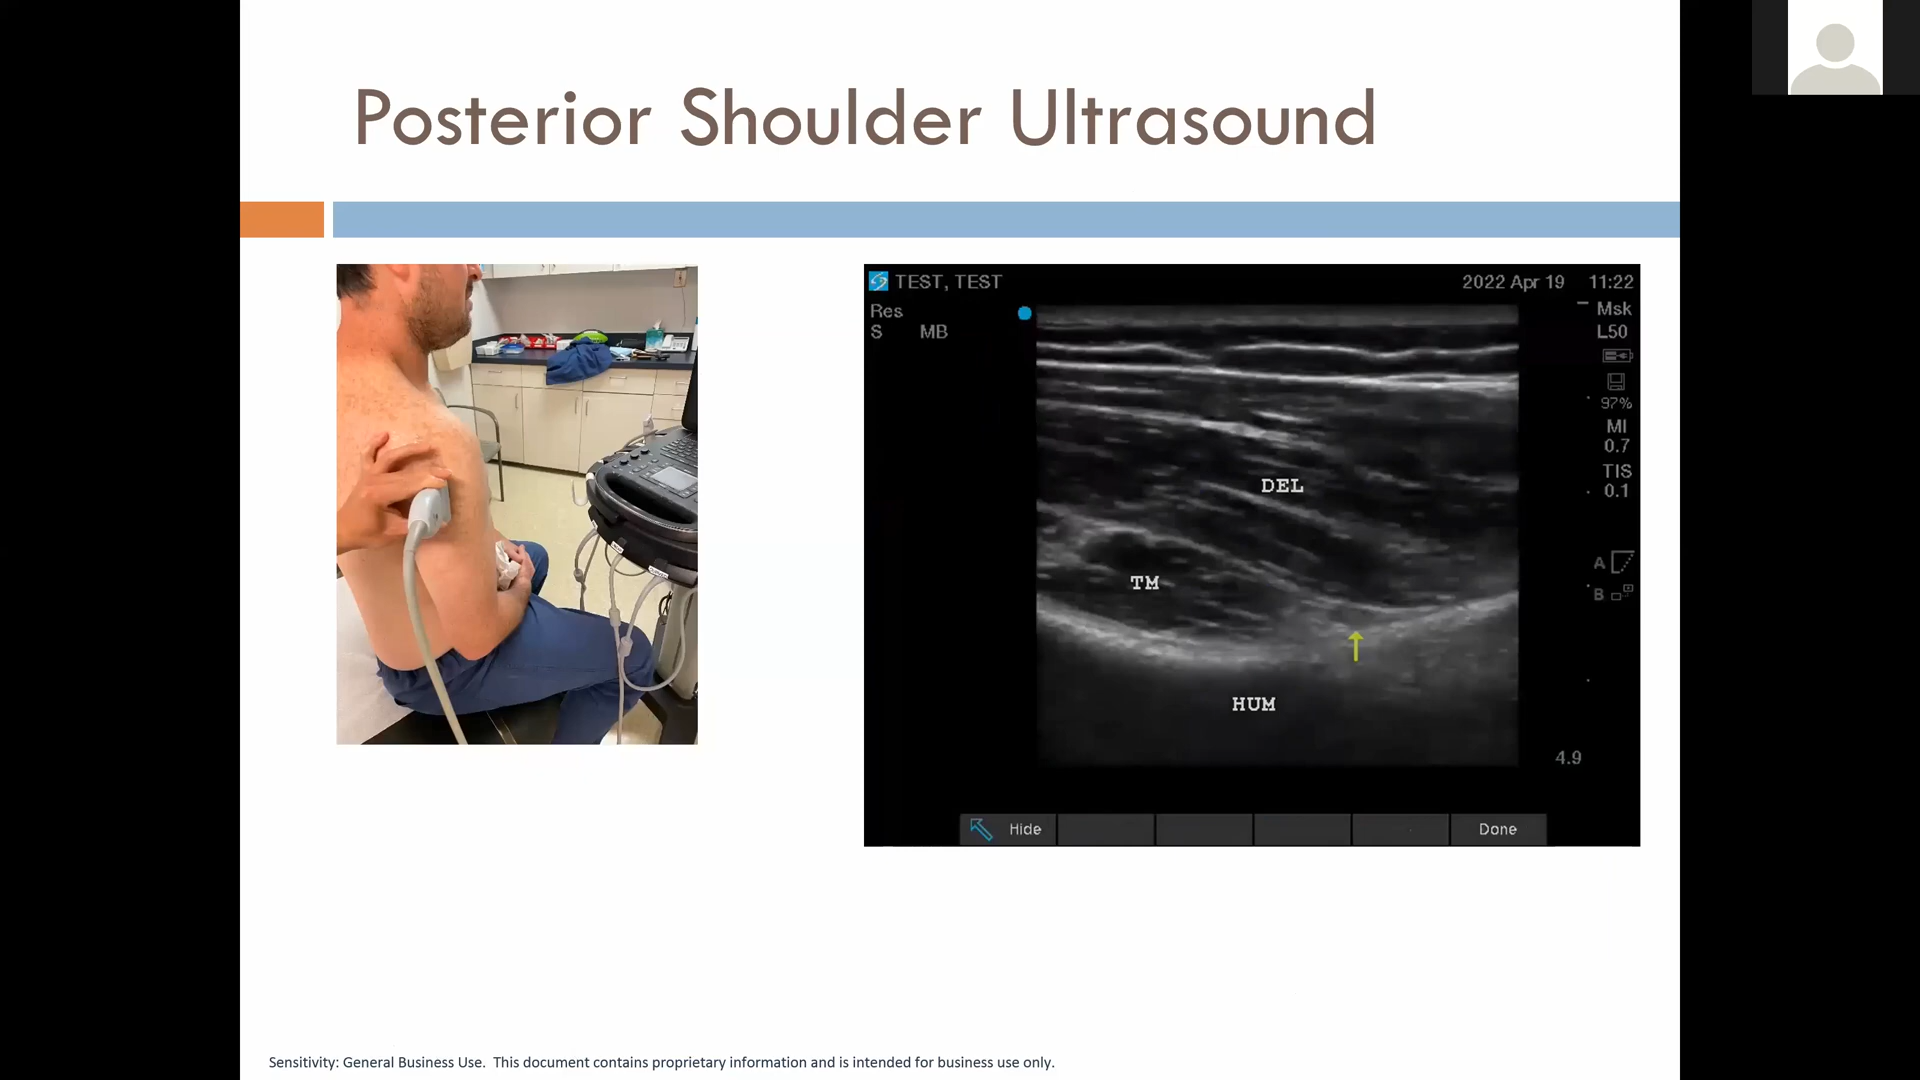 Posterior Shoulder Ultrasound
TEST, TEST
2022 Apr 19 11:22
Res
S MB
Msk
L50
97%
MI
0.7
TIS
0.1
A
B
DEL
TM
HUM
4.9
Hide
Done
Sensitivity: General Business Use. This document contains proprietary information and is intended for business use only.